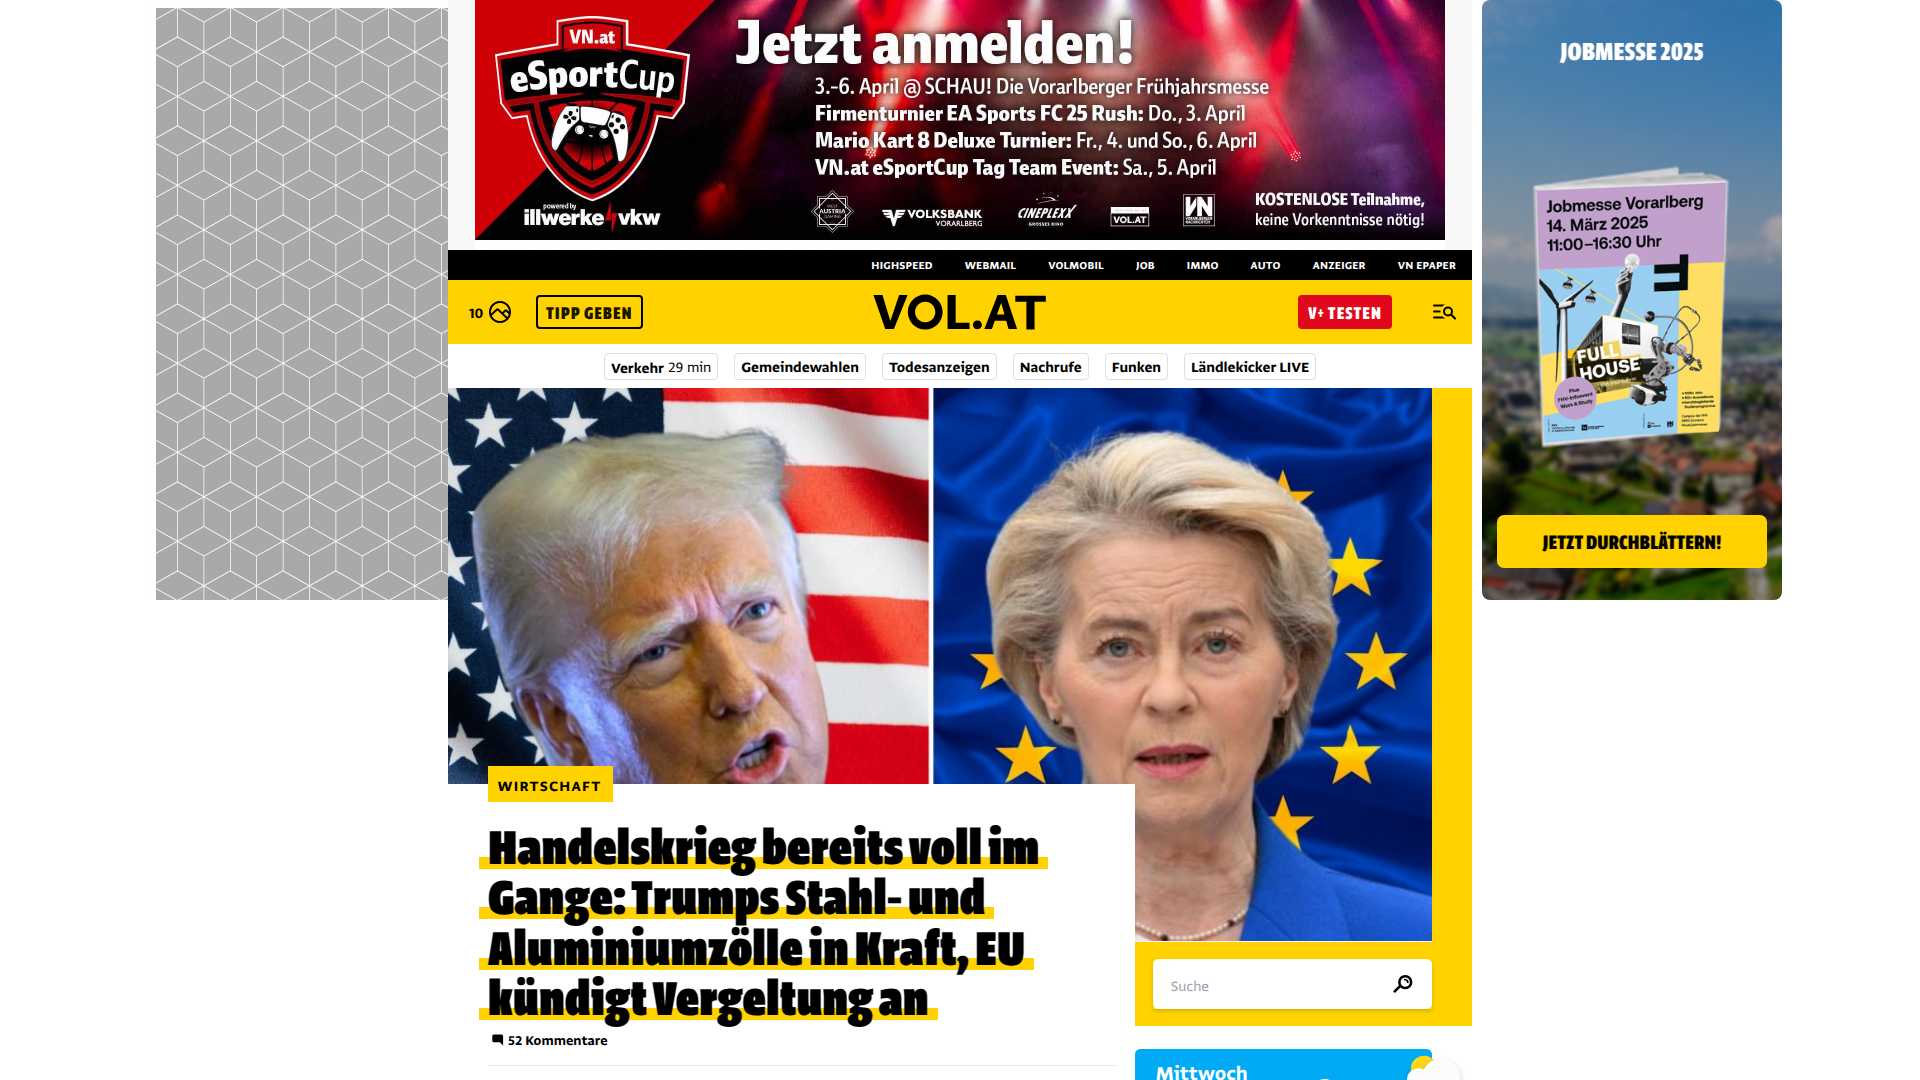 VN.at
eSportCup
powered by
illwerke vkw
Jetzt anmelden!
3.-6. April @ SCHAU! Die Vorarlberger Frühjahrsmesse
Firmenturnier EA Sports FC 25 Rush: Do., 3. April
Mario Kart 8 Deluxe Turnier: Fr., 4. und So., 6. April
VN.at eSportCup Tag Team Event: Sa., 5. April
AUSTRIA
VOLKSBANK
VORARLBERG
CINEPLEXX
VOL.AT
VN
KOSTENLOSE Teilnahme,
keine Vorkenntnisse nötig!
JOBMESSE 2025
Jobmesse Vorarlberg
14. März 2025
11:00–16:30 Uhr
FULL
HOUSE
JETZT DURCHBLÄTTERN!
HIGHSPEED WEBMAIL VOLMOBIL JOB IMMO AUTO ANZEIGER VN EPAPER
10 TIPP GEBEN VOL.AT V+ TESTEN
Verkehr 29 min Gemeindewahlen Todesanzeigen Nachrufe Funken Ländlekicker LIVE
WIRTSCHAFT
Handelskrieg bereits voll im
Gange: Trumps Stahl- und
Aluminiumzölle in Kraft, EU
kündigt Vergeltung an
52 Kommentare
Suche
Mittwoch